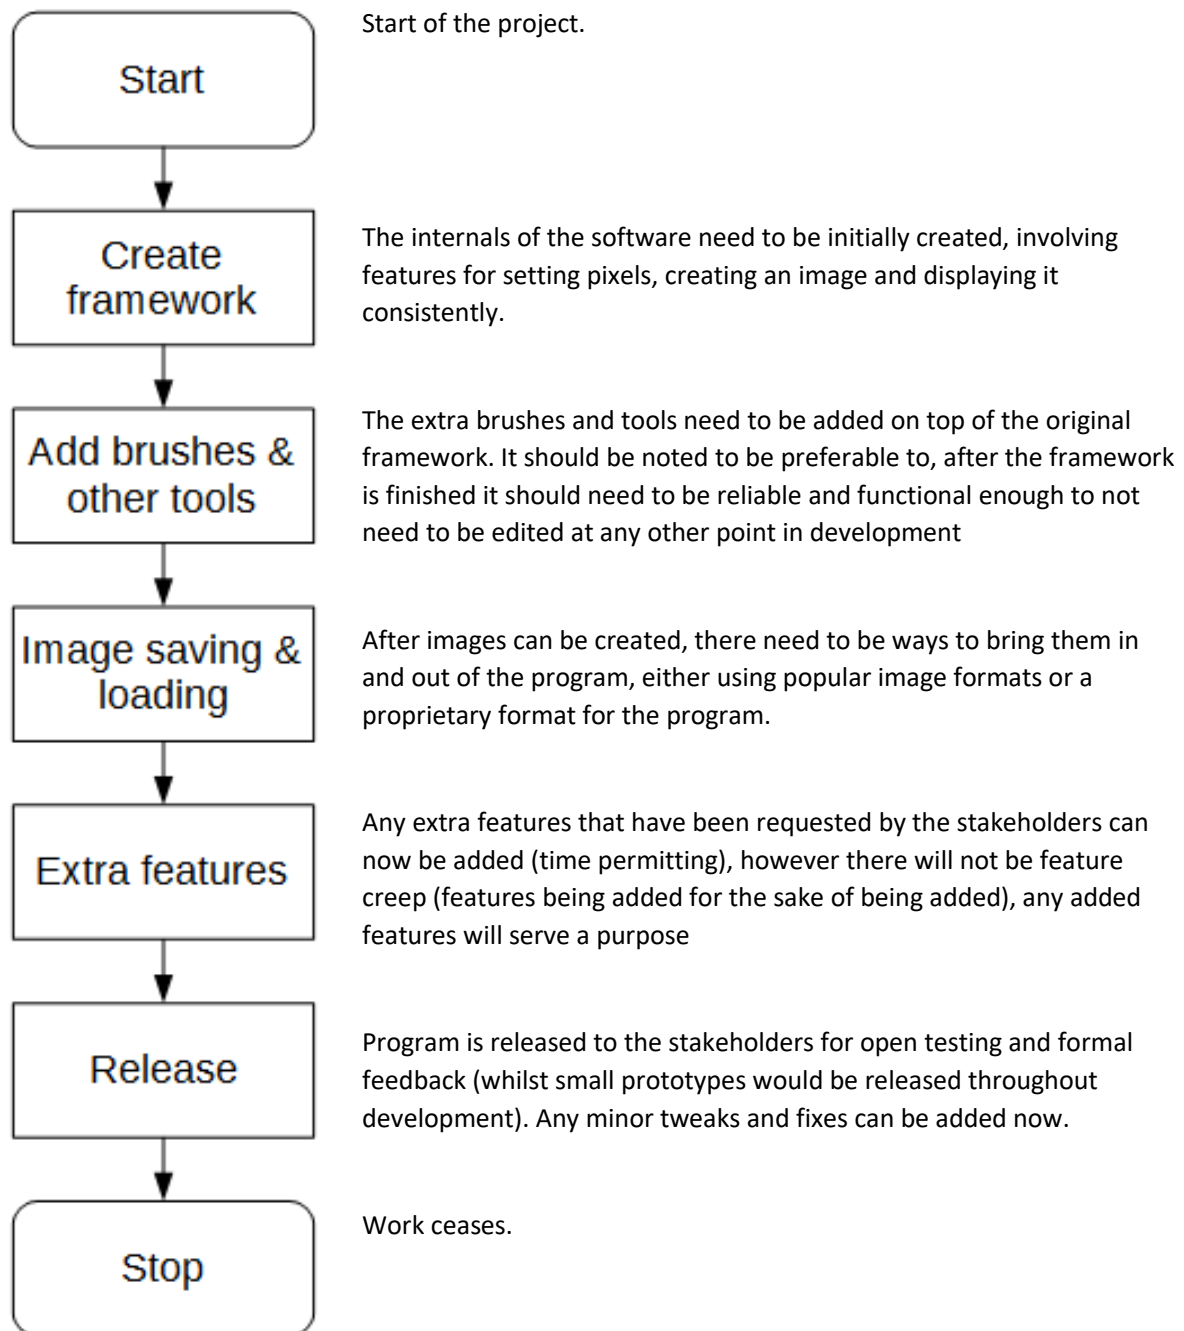 Start
Start of the project.
Create
framework
The internals of the software need to be initially created, involving
features for setting pixels, creating an image and displaying it
consistently.
Add brushes &
other tools
The extra brushes and tools need to be added on top of the original
framework. It should be noted to be preferable to, after the framework
is finished it should need to be reliable and functional enough to not
need to be edited at any other point in development
Image saving &
loading
After images can be created, there need to be ways to bring them in
and out of the program, either using popular image formats or a
proprietary format for the program.
Extra features
Any extra features that have been requested by the stakeholders can
now be added (time permitting), however there will not be feature
creep (features being added for the sake of being added), any added
features will serve a purpose
Release
Program is released to the stakeholders for open testing and formal
feedback (whilst small prototypes would be released throughout
development). Any minor tweaks and fixes can be added now.
Stop
Work ceases.